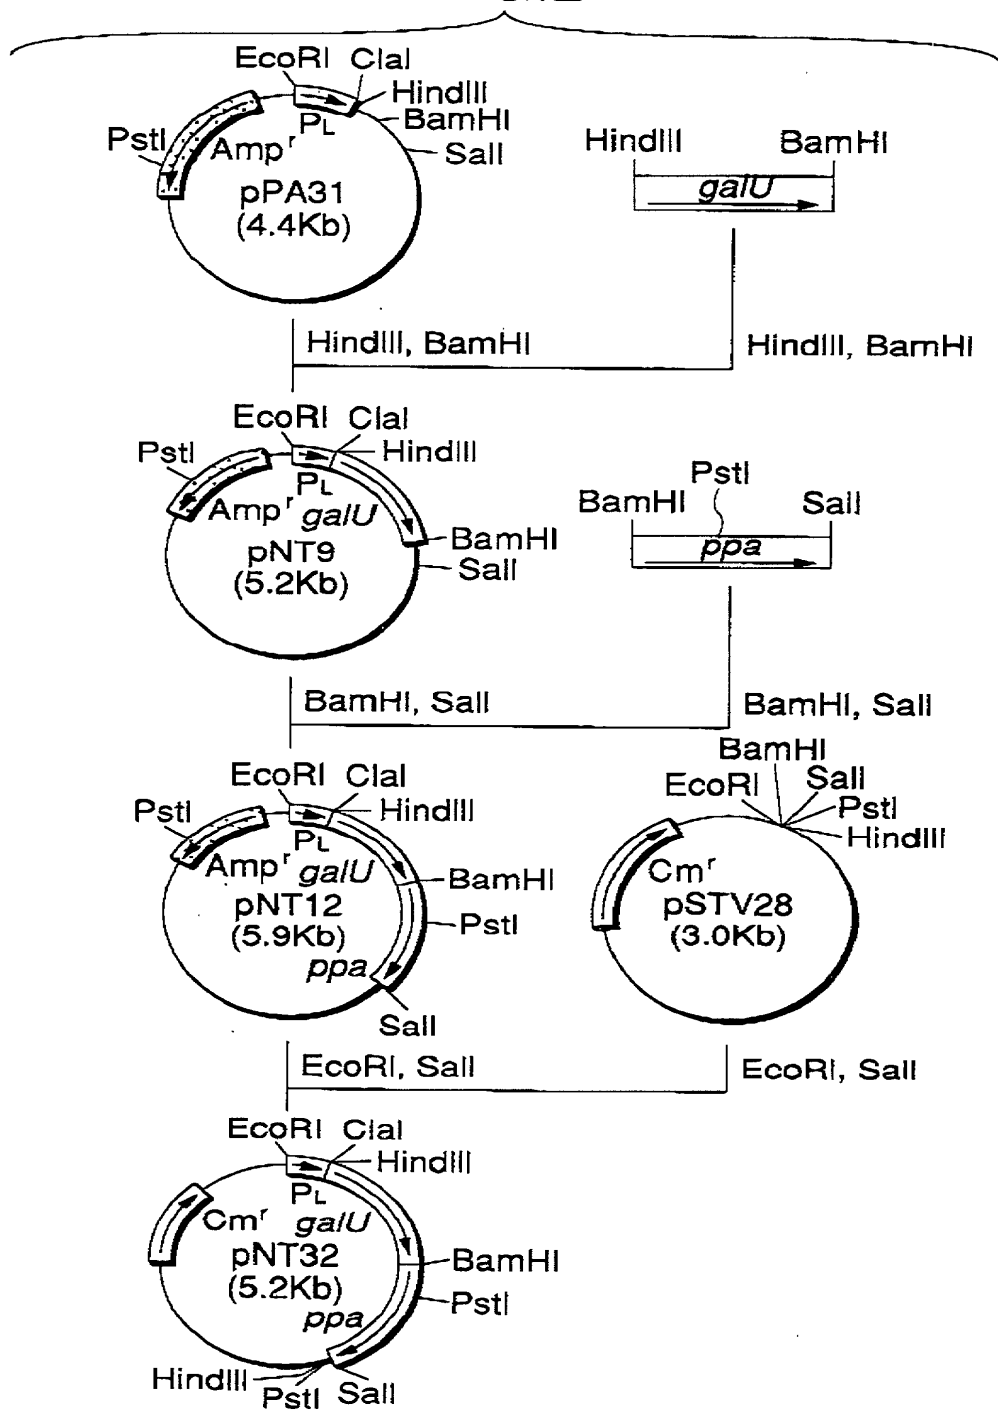 EcoRI ClaI
HindIII
BamHI
SalI
PstI
PL
Amp r
pPA31
(4.4Kb)
HindIII BamHI
galU
HindIII, BamHI
HindIII, BamHI
EcoRI ClaI
HindIII
PstI
PL
Amp r galU
pNT9
(5.2Kb)
BamHI
SalI
PstI
BamHI SalI
ppa
BamHI, SalI
BamHI, SalI
EcoRI ClaI
HindIII
PstI
PL
Amp r galU
pNT12
(5.9Kb)
ppa
BamHI
PstI
SalI
BamHI
EcoRI SalI
PstI
HindIII
Cm r
pSTV28
(3.0Kb)
EcoRI, SalI
EcoRI, SalI
EcoRI ClaI
HindIII
PL
Cm r galU
pNT32
(5.2Kb)
ppa
BamHI
PstI
HindIII
PstI SalI